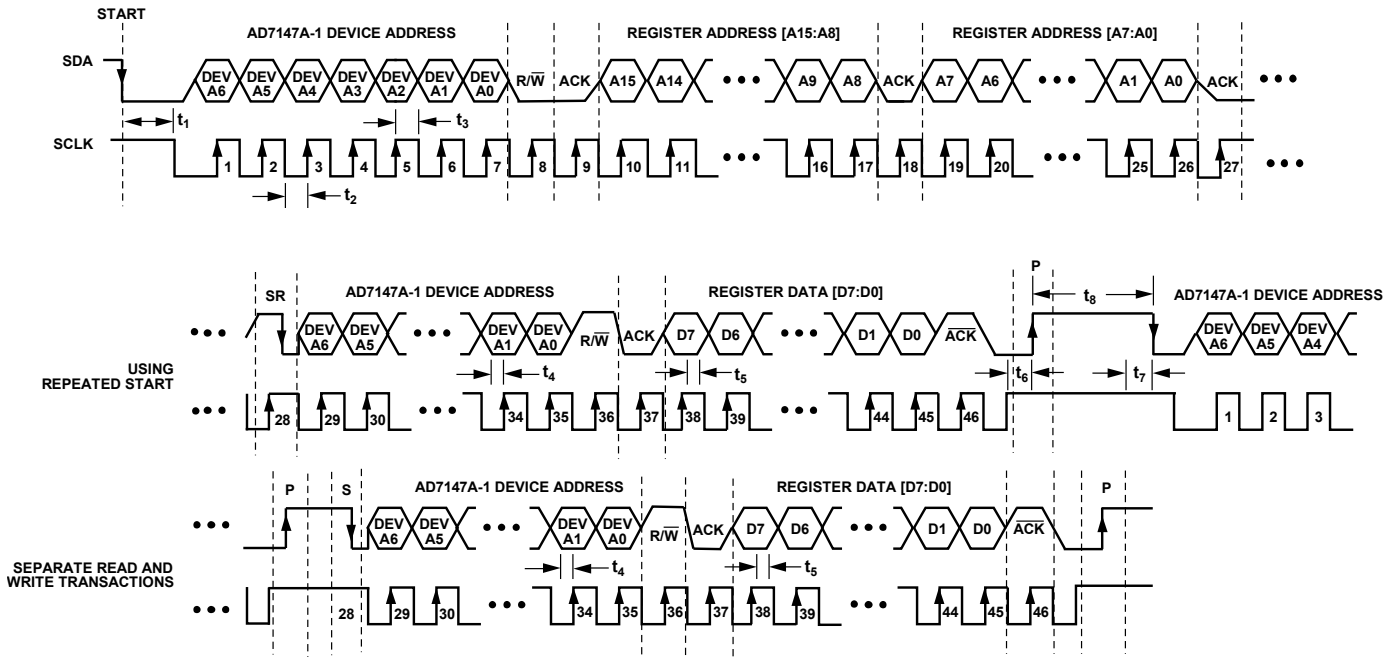 START
AD7147A-1 DEVICE ADDRESS REGISTER ADDRESS [A15:A8] REGISTER ADDRESS [A7:A0]
SDA DEV A6 DEV A5 DEV A4 DEV A3 DEV A2 DEV A1 DEV A0 R/W̅ ACK A15 A14 A9 A8 ACK A7 A6 A1 A0 ACK
t1 t3
SCLK 1 2 3 4 5 6 7 8 9 10 11 16 17 18 19 20 25 26 27
t2
P
SR AD7147A-1 DEVICE ADDRESS REGISTER DATA [D7:D0] t8 AD7147A-1 DEVICE ADDRESS
DEV A6 DEV A5 DEV A1 DEV A0 R/W̅ ACK D7 D6 D1 D0 A̅C̅K̅ DEV A6 DEV A5 DEV A4
USING
REPEATED START
t4 t5 t6 t7
28 29 30 34 35 36 37 38 39 44 45 46 1 2 3
P S AD7147A-1 DEVICE ADDRESS REGISTER DATA [D7:D0] P
DEV A6 DEV A5 DEV A1 DEV A0 R/W̅ ACK D7 D6 D1 D0 A̅C̅K̅
SEPARATE READ AND
WRITE TRANSACTIONS
t4 t5
28 29 30 34 35 36 37 38 39 44 45 46